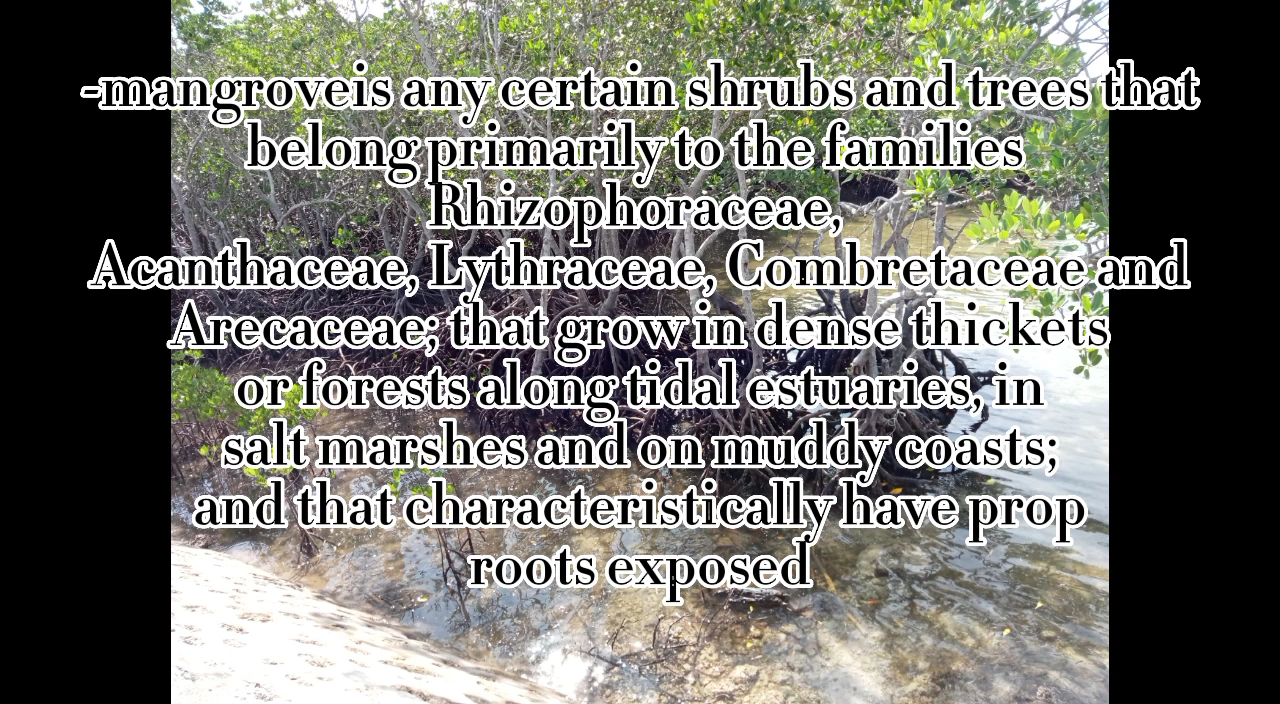 -mangroveis any certain shrubs and trees that
belong primarily to the families
Rhizophoraceae,
Acanthaceae, Lythraceae, Combretaceae and
Arecaceae; that grow in dense thickets
or forests along tidal estuaries, in
salt marshes and on muddy coasts;
and that characteristically have prop
roots exposed